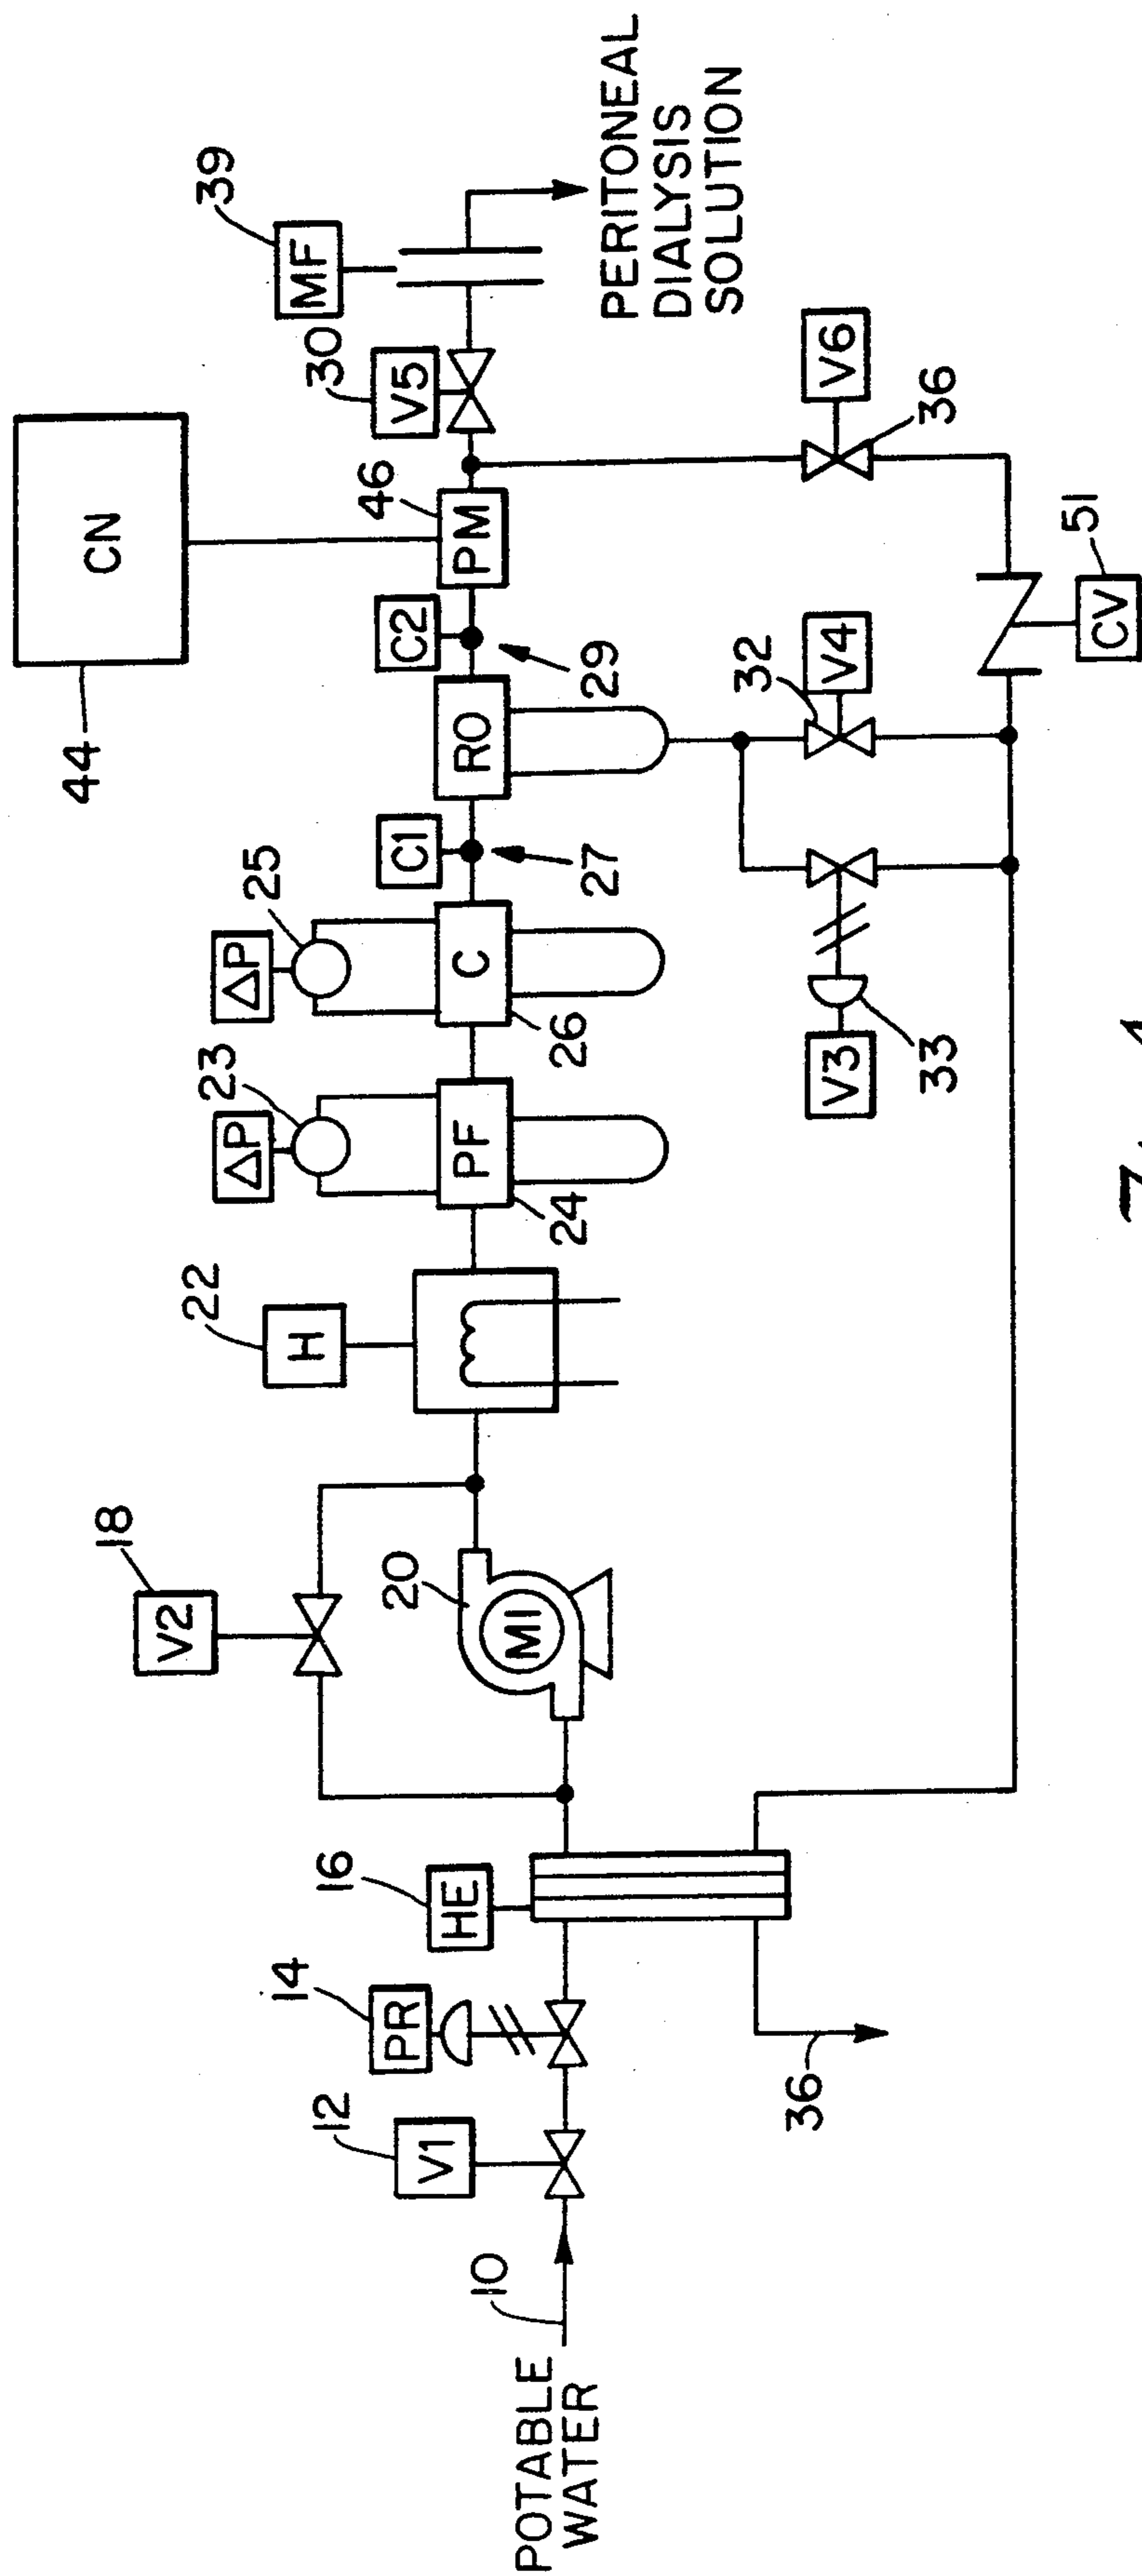 44
CN
39
MF
30
V5
46
PM
C2
29
PERITONEAL
DIALYSIS
SOLUTION
V6
36
51
CV
32
V4
RO
C1
27
25
ΔP
C
26
V3
33
23
ΔP
PF
24
22
H
18
V2
20
M1
16
HE
14
PR
36
12
V1
10
POTABLE
WATER